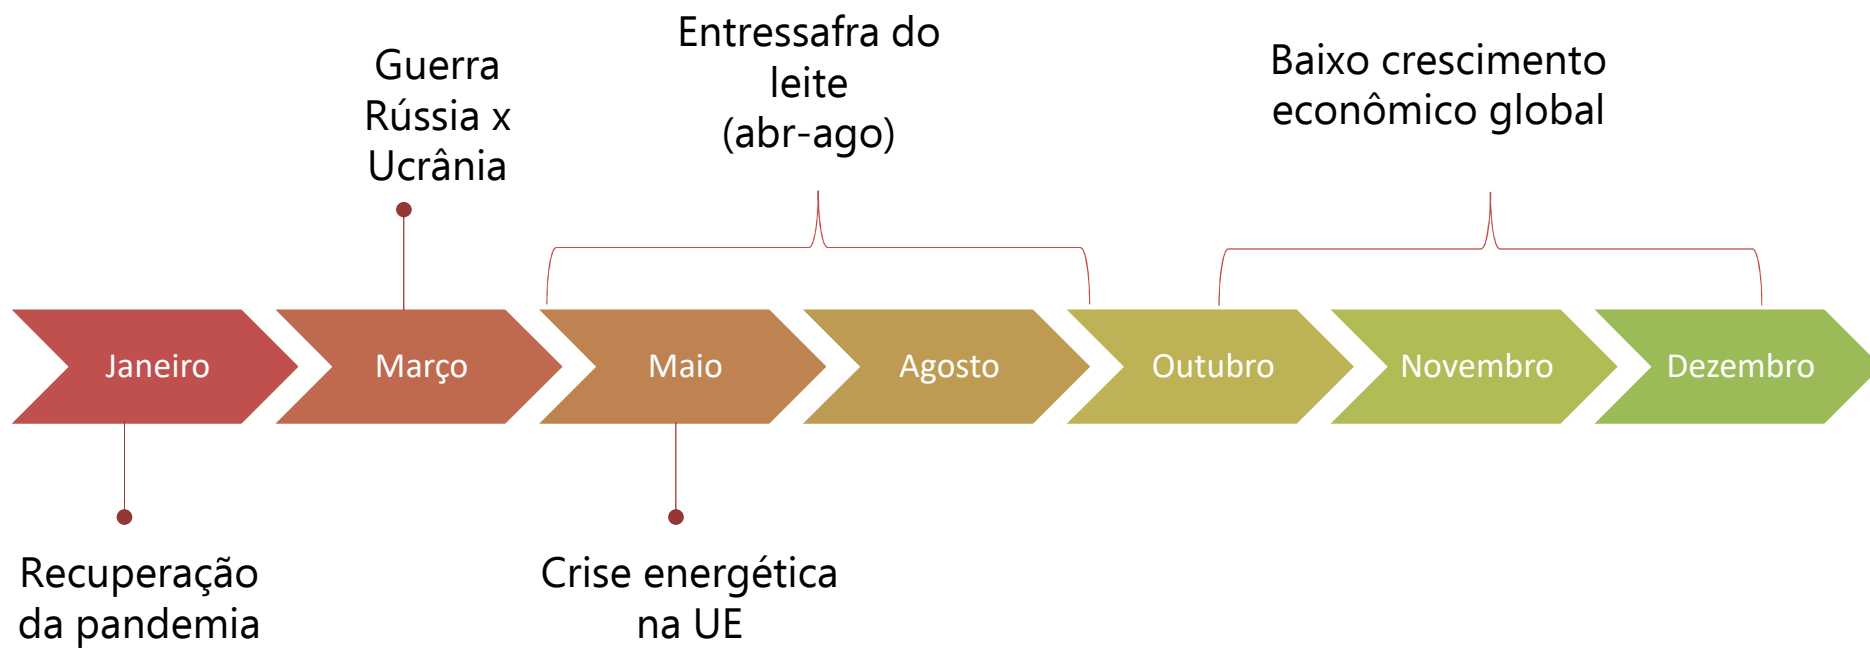 Guerra
Rússia x
Ucrânia
Entressafra do
leite
(abr-ago)
Baixo crescimento
econômico global
Janeiro
Março
Maio
Agosto
Outubro
Novembro
Dezembro
Recuperação
da pandemia
Crise energética
na UE